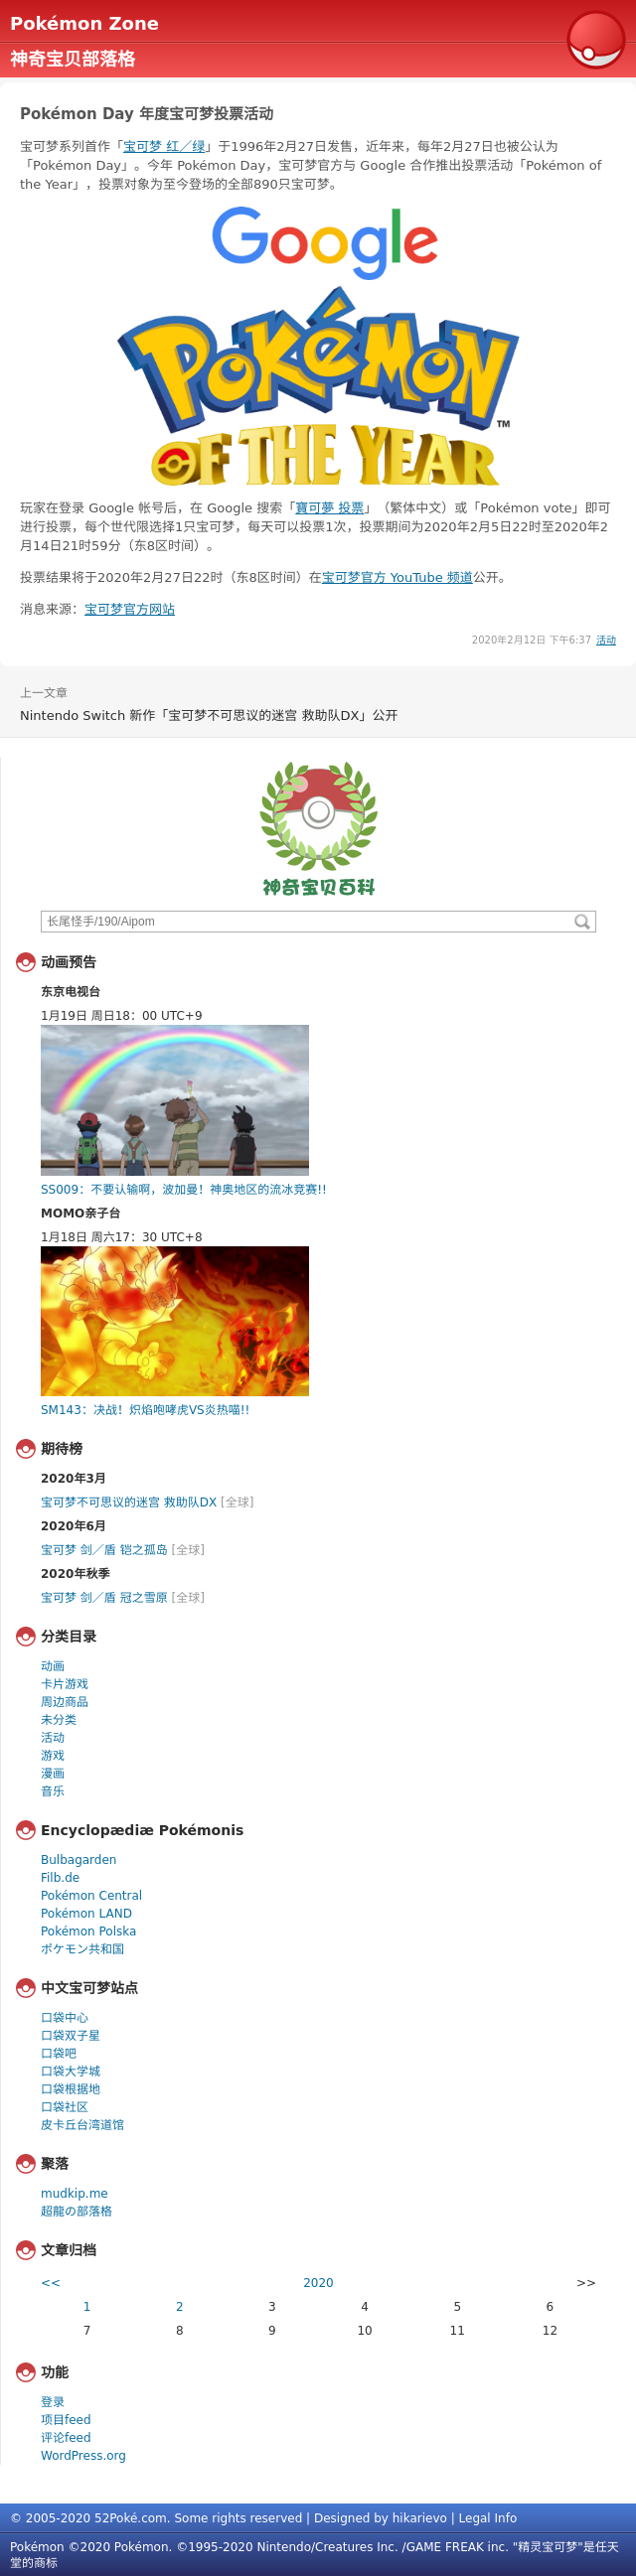 Pokémon Zone
神奇宝贝部落格
Pokémon Day 年度宝可梦投票活动
宝可梦系列首作「宝可梦 红／绿」于1996年2月27日发售，近年来，每年2月27日也被公认为
「Pokémon Day」。今年 Pokémon Day，宝可梦官方与 Google 合作推出投票活动「Pokémon of
the Year」，投票对象为至今登场的全部890只宝可梦。
Google
POKÉMON
™
OF THE YEAR
玩家在登录 Google 帐号后，在 Google 搜索「寶可夢 投票」（繁体中文）或「Pokémon vote」即可
进行投票，每个世代限选择1只宝可梦，每天可以投票1次，投票期间为2020年2月5日22时至2020年2
月14日21时59分（东8区时间）。
投票结果将于2020年2月27日22时（东8区时间）在宝可梦官方 YouTube 频道公开。
消息来源：宝可梦官方网站
2020年2月12日 下午6:37 活动
上一文章
Nintendo Switch 新作「宝可梦不可思议的迷宫 救助队DX」公开
神奇宝贝百科
长尾怪手/190/Aipom
动画预告
东京电视台
1月19日 周日18：00 UTC+9
SS009：不要认输啊，波加曼！神奥地区的流冰竞赛!!
MOMO亲子台
1月18日 周六17：30 UTC+8
SM143：决战！炽焰咆哮虎VS炎热喵!!
期待榜
2020年3月
宝可梦不可思议的迷宫 救助队DX [全球]
2020年6月
宝可梦 剑／盾 铠之孤岛 [全球]
2020年秋季
宝可梦 剑／盾 冠之雪原 [全球]
分类目录
动画
卡片游戏
周边商品
未分类
活动
游戏
漫画
音乐
Encyclopædiæ Pokémonis
Bulbagarden
Filb.de
Pokémon Central
Pokémon LAND
Pokémon Polska
ポケモン共和国
中文宝可梦站点
口袋中心
口袋双子星
口袋吧
口袋大学城
口袋根据地
口袋社区
皮卡丘台湾道馆
聚落
mudkip.me
超龍の部落格
文章归档
<< 2020 >>
1 2 3 4 5 6
7 8 9 10 11 12
功能
登录
项目feed
评论feed
WordPress.org
© 2005-2020 52Poké.com. Some rights reserved | Designed by hikarievo | Legal Info
Pokémon ©2020 Pokémon. ©1995-2020 Nintendo/Creatures Inc. /GAME FREAK inc. "精灵宝可梦"是任天
堂的商标